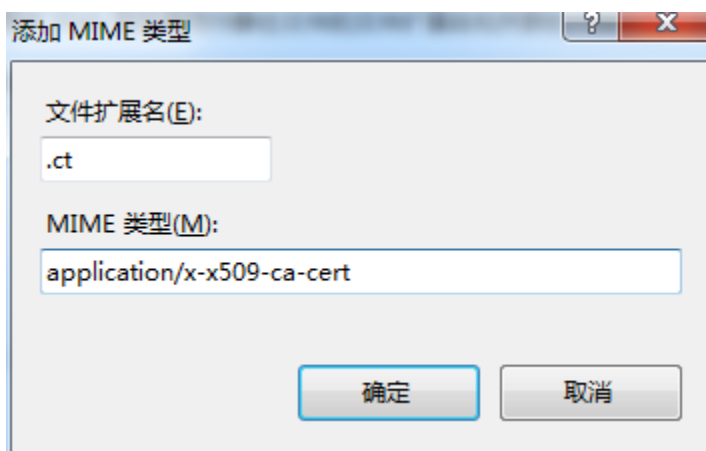 添加 MIME 类型
文件扩展名(E):
.ct
MIME 类型(M):
application/x-x509-ca-cert
确定
取消